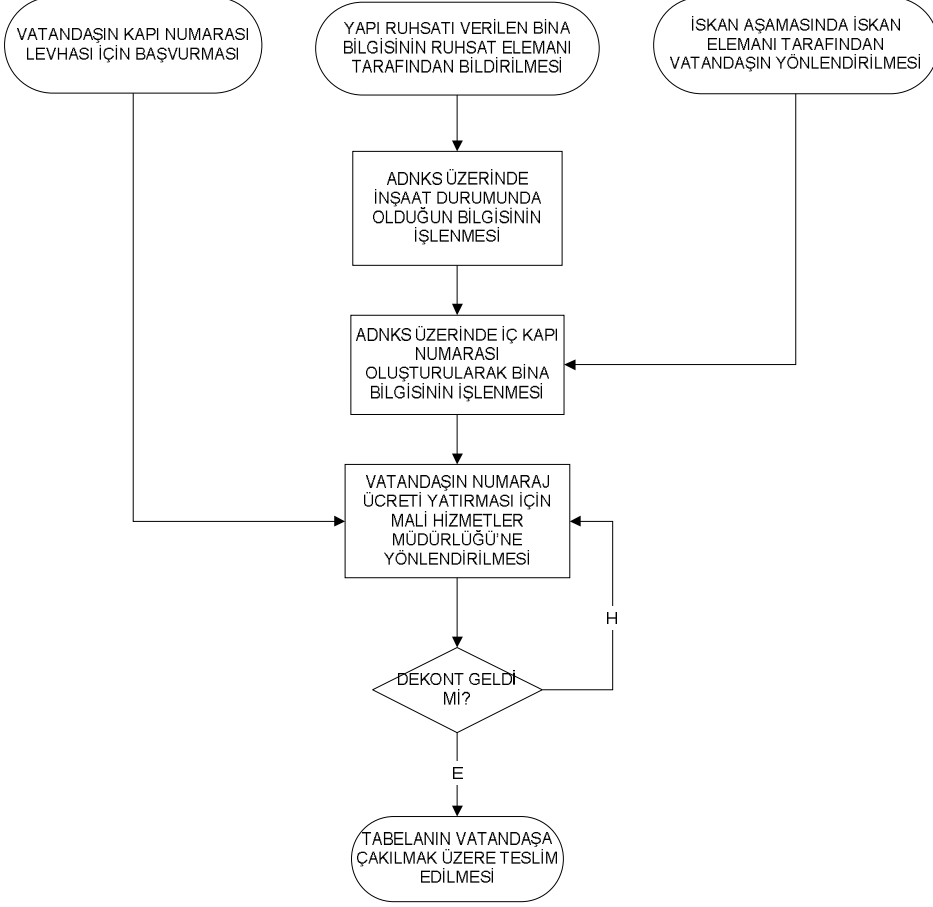 VATANDAŞIN KAPI NUMARASI
LEVHASI İÇİN BAŞVURMASI
YAPI RUHSATI VERİLEN BİNA
BİLGİSİNİN RUHSAT ELEMANI
TARAFINDAN BİLDİRİLMESİ
İSKAN AŞAMASINDA İSKAN
ELEMANI TARAFINDAN
VATANDAŞIN YÖNLENDİRİLMESİ
ADNKS ÜZERİNDE
İNŞAAT DURUMUNDA
OLDUĞUN BİLGİSİNİN
İŞLENMESİ
ADNKS ÜZERİNDE İÇ KAPI
NUMARASI
OLUŞTURULARAK BİNA
BİLGİSİNİN İŞLENMESİ
VATANDAŞIN NUMARAJ
ÜCRETİ YATIRMASI İÇİN
MALİ HİZMETLER
MÜDÜRLÜĞÜ'NE
YÖNLENDİRİLMESİ
H
DEKONT GELDİ
Mİ?
E
TABELANIN VATANDAŞA
ÇAKILMAK ÜZERE TESLİM
EDİLMESİ